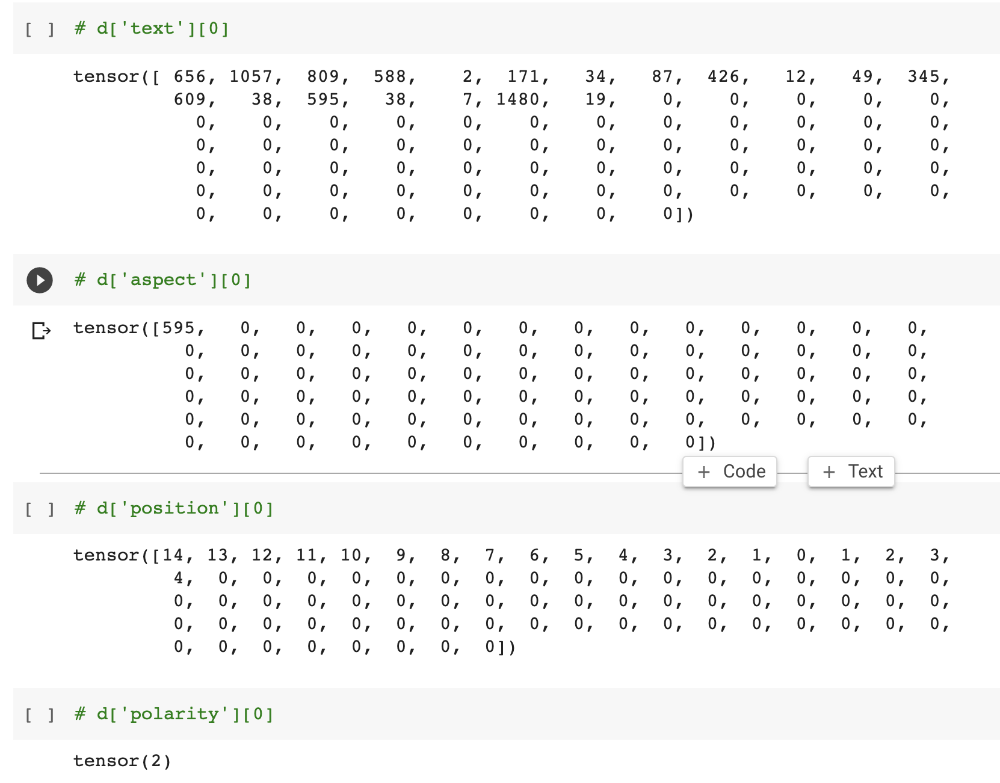 [ ] # d['text'][0]
tensor([ 656, 1057, 809, 588, 2, 171, 34, 87, 426, 12, 49, 345,
609, 38, 595, 38, 7, 1480, 19, 0, 0, 0, 0, 0,
0, 0, 0, 0, 0, 0, 0, 0, 0, 0, 0, 0,
0, 0, 0, 0, 0, 0, 0, 0, 0, 0, 0, 0,
0, 0, 0, 0, 0, 0, 0, 0, 0, 0, 0, 0,
0, 0, 0, 0, 0, 0, 0, 0, 0, 0, 0, 0,
0, 0, 0, 0, 0, 0, 0, 0])
# d['aspect'][0]
tensor([595, 0, 0, 0, 0, 0, 0, 0, 0, 0, 0, 0, 0, 0,
0, 0, 0, 0, 0, 0, 0, 0, 0, 0, 0, 0, 0, 0,
0, 0, 0, 0, 0, 0, 0, 0, 0, 0, 0, 0, 0, 0,
0, 0, 0, 0, 0, 0, 0, 0, 0, 0, 0, 0, 0, 0,
0, 0, 0, 0, 0, 0, 0, 0, 0, 0, 0, 0, 0, 0,
0, 0, 0, 0, 0, 0, 0, 0, 0, 0])
+ Code + Text
[ ] # d['position'][0]
tensor([14, 13, 12, 11, 10, 9, 8, 7, 6, 5, 4, 3, 2, 1, 0, 1, 2, 3,
4, 0, 0, 0, 0, 0, 0, 0, 0, 0, 0, 0, 0, 0, 0, 0, 0, 0,
0, 0, 0, 0, 0, 0, 0, 0, 0, 0, 0, 0, 0, 0, 0, 0, 0, 0,
0, 0, 0, 0, 0, 0, 0, 0, 0, 0, 0, 0, 0, 0, 0, 0, 0, 0,
0, 0, 0, 0, 0, 0, 0, 0])
[ ] # d['polarity'][0]
tensor(2)